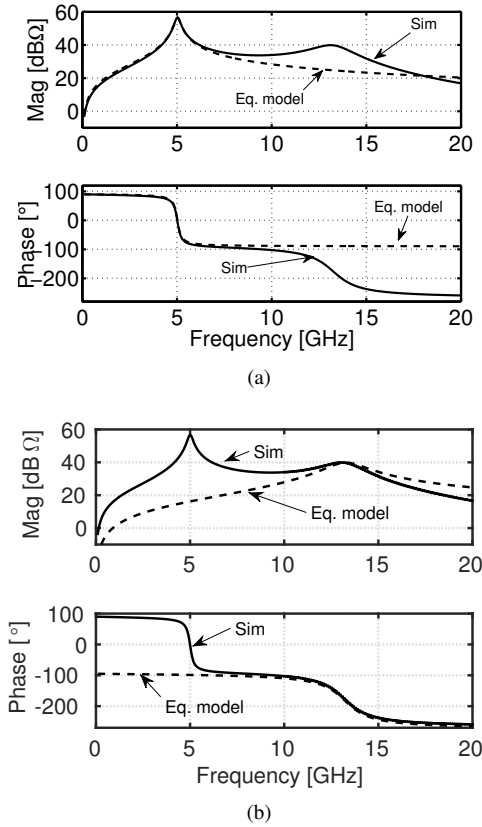 60
40
20
0
Mag [dBΩ]
Sim
Eq. model
0 5 10 15 20
100
0
−100
−200
Phase [°]
Eq. model
Sim
0 5 10 15 20
Frequency [GHz]
(a)
60
40
20
0
Mag [dB Ω]
Sim
Eq. model
0 5 10 15 20
100
0
-100
-200
Phase [°]
Sim
Eq. model
0 5 10 15 20
Frequency [GHz]
(b)